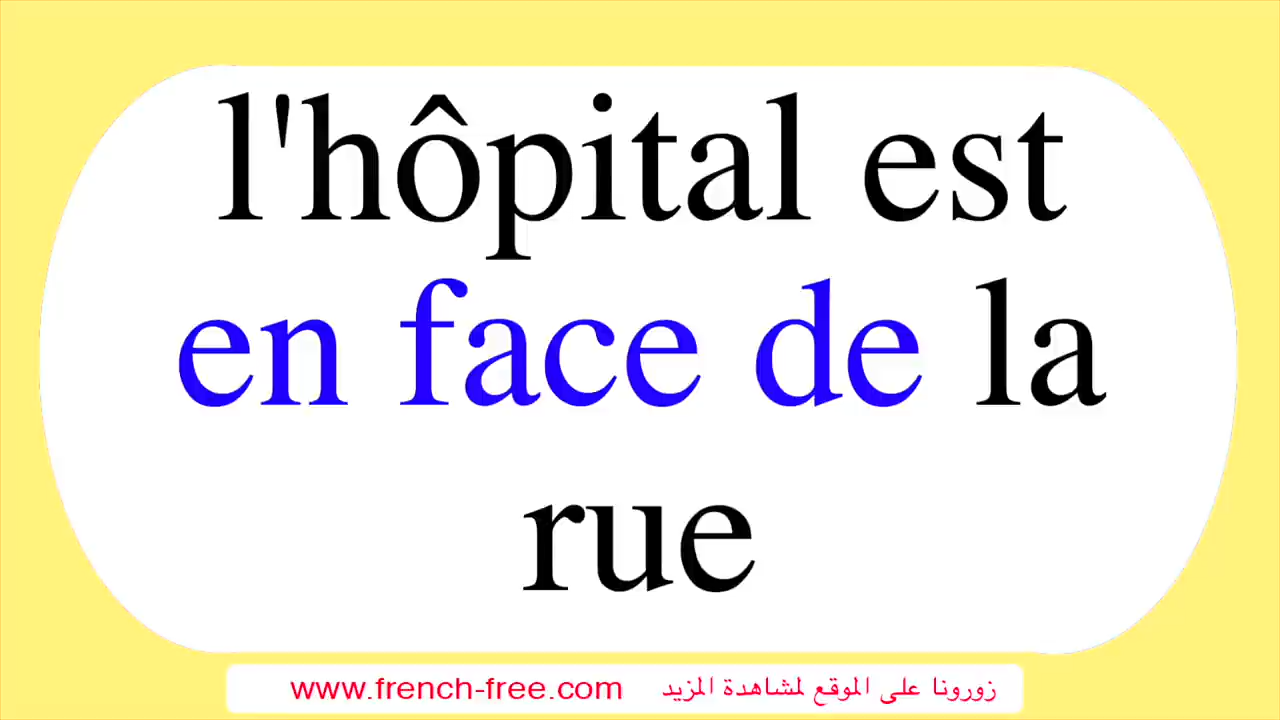 l'hôpital est
en face de la
rue
www.french-free.com زورونا على الموقع لمشاهدة المزيد